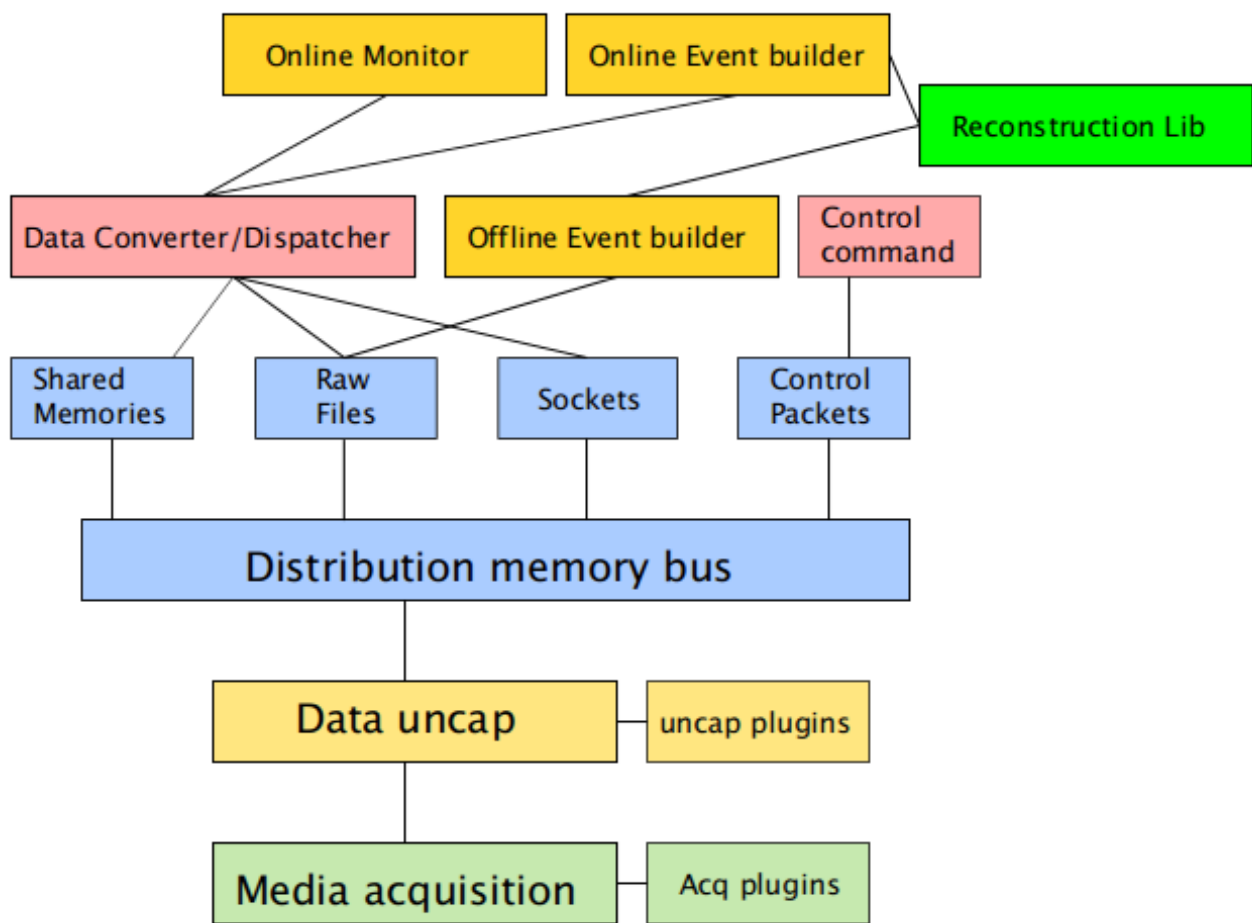 Online Monitor
Online Event builder
Reconstruction Lib
Data Converter/Dispatcher
Offline Event builder
Control
command
Shared
Memories
Raw
Files
Sockets
Control
Packets
Distribution memory bus
Data uncap
uncap plugins
Media acquisition
Acq plugins